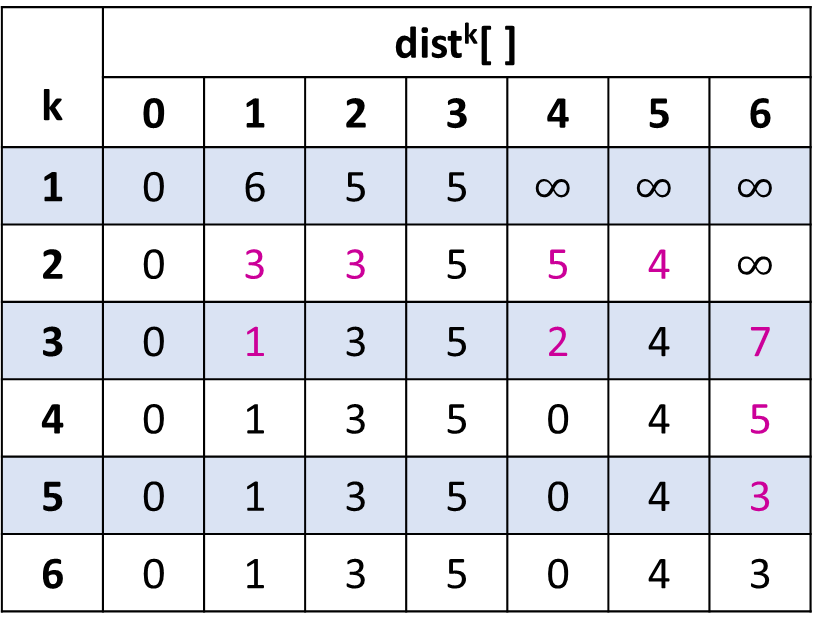 dist^k[ ]
k 0 1 2 3 4 5 6
1 0 6 5 5 ∞ ∞ ∞
2 0 3 3 5 5 4 ∞
3 0 1 3 5 2 4 7
4 0 1 3 5 0 4 5
5 0 1 3 5 0 4 3
6 0 1 3 5 0 4 3